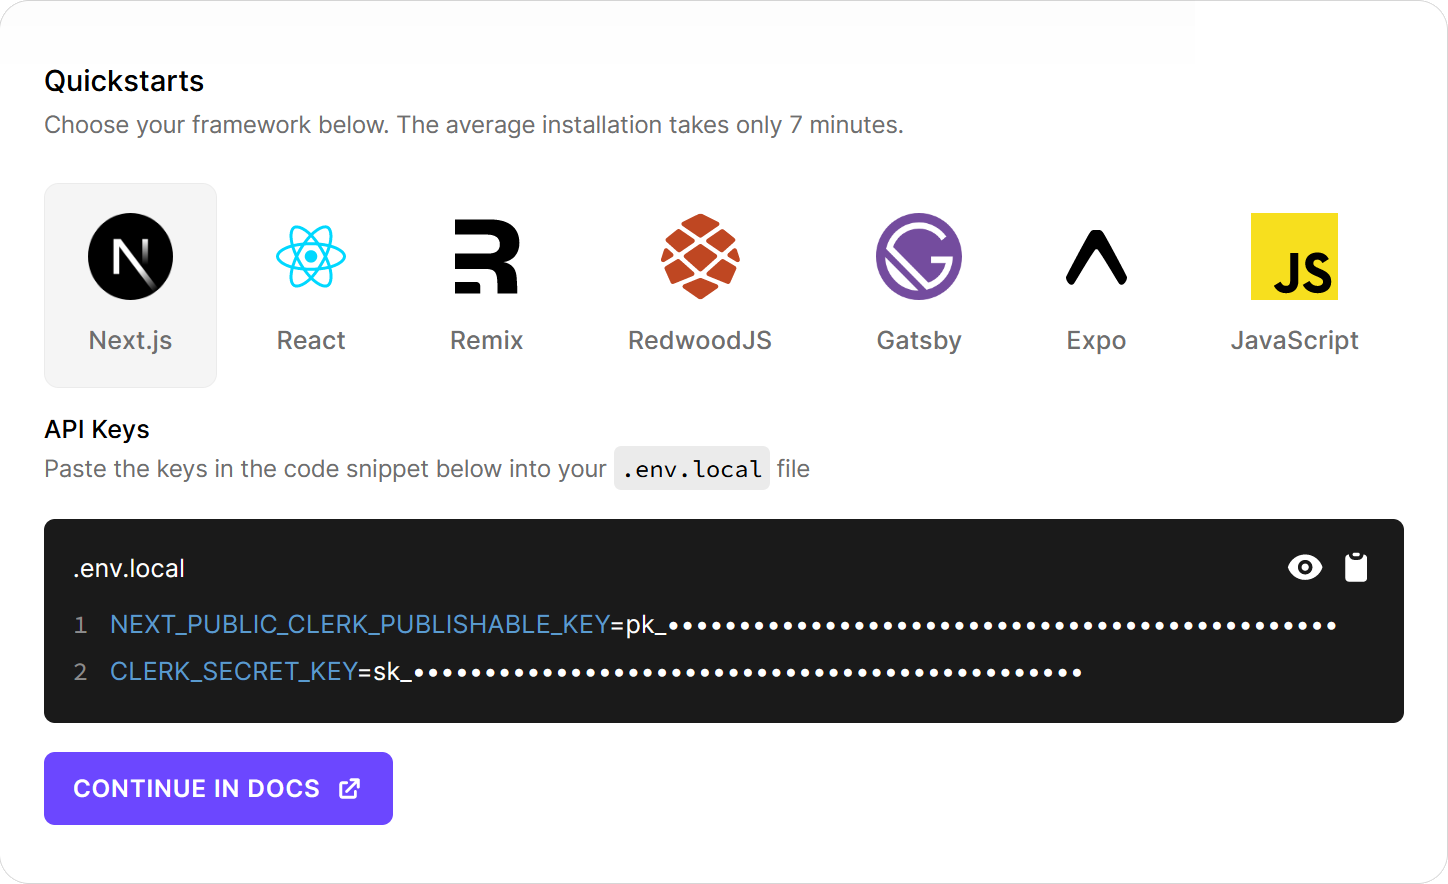 Quickstarts
Choose your framework below. The average installation takes only 7 minutes.
N
JS
Next.js React Remix RedwoodJS Gatsby Expo JavaScript
API Keys
Paste the keys in the code snippet below into your .env.local file
.env.local
1 NEXT_PUBLIC_CLERK_PUBLISHABLE_KEY=pk_•••••••••••••••••••••••••••••••••••••••••••••••
2 CLERK_SECRET_KEY=sk_•••••••••••••••••••••••••••••••••••••••••••••••
CONTINUE IN DOCS